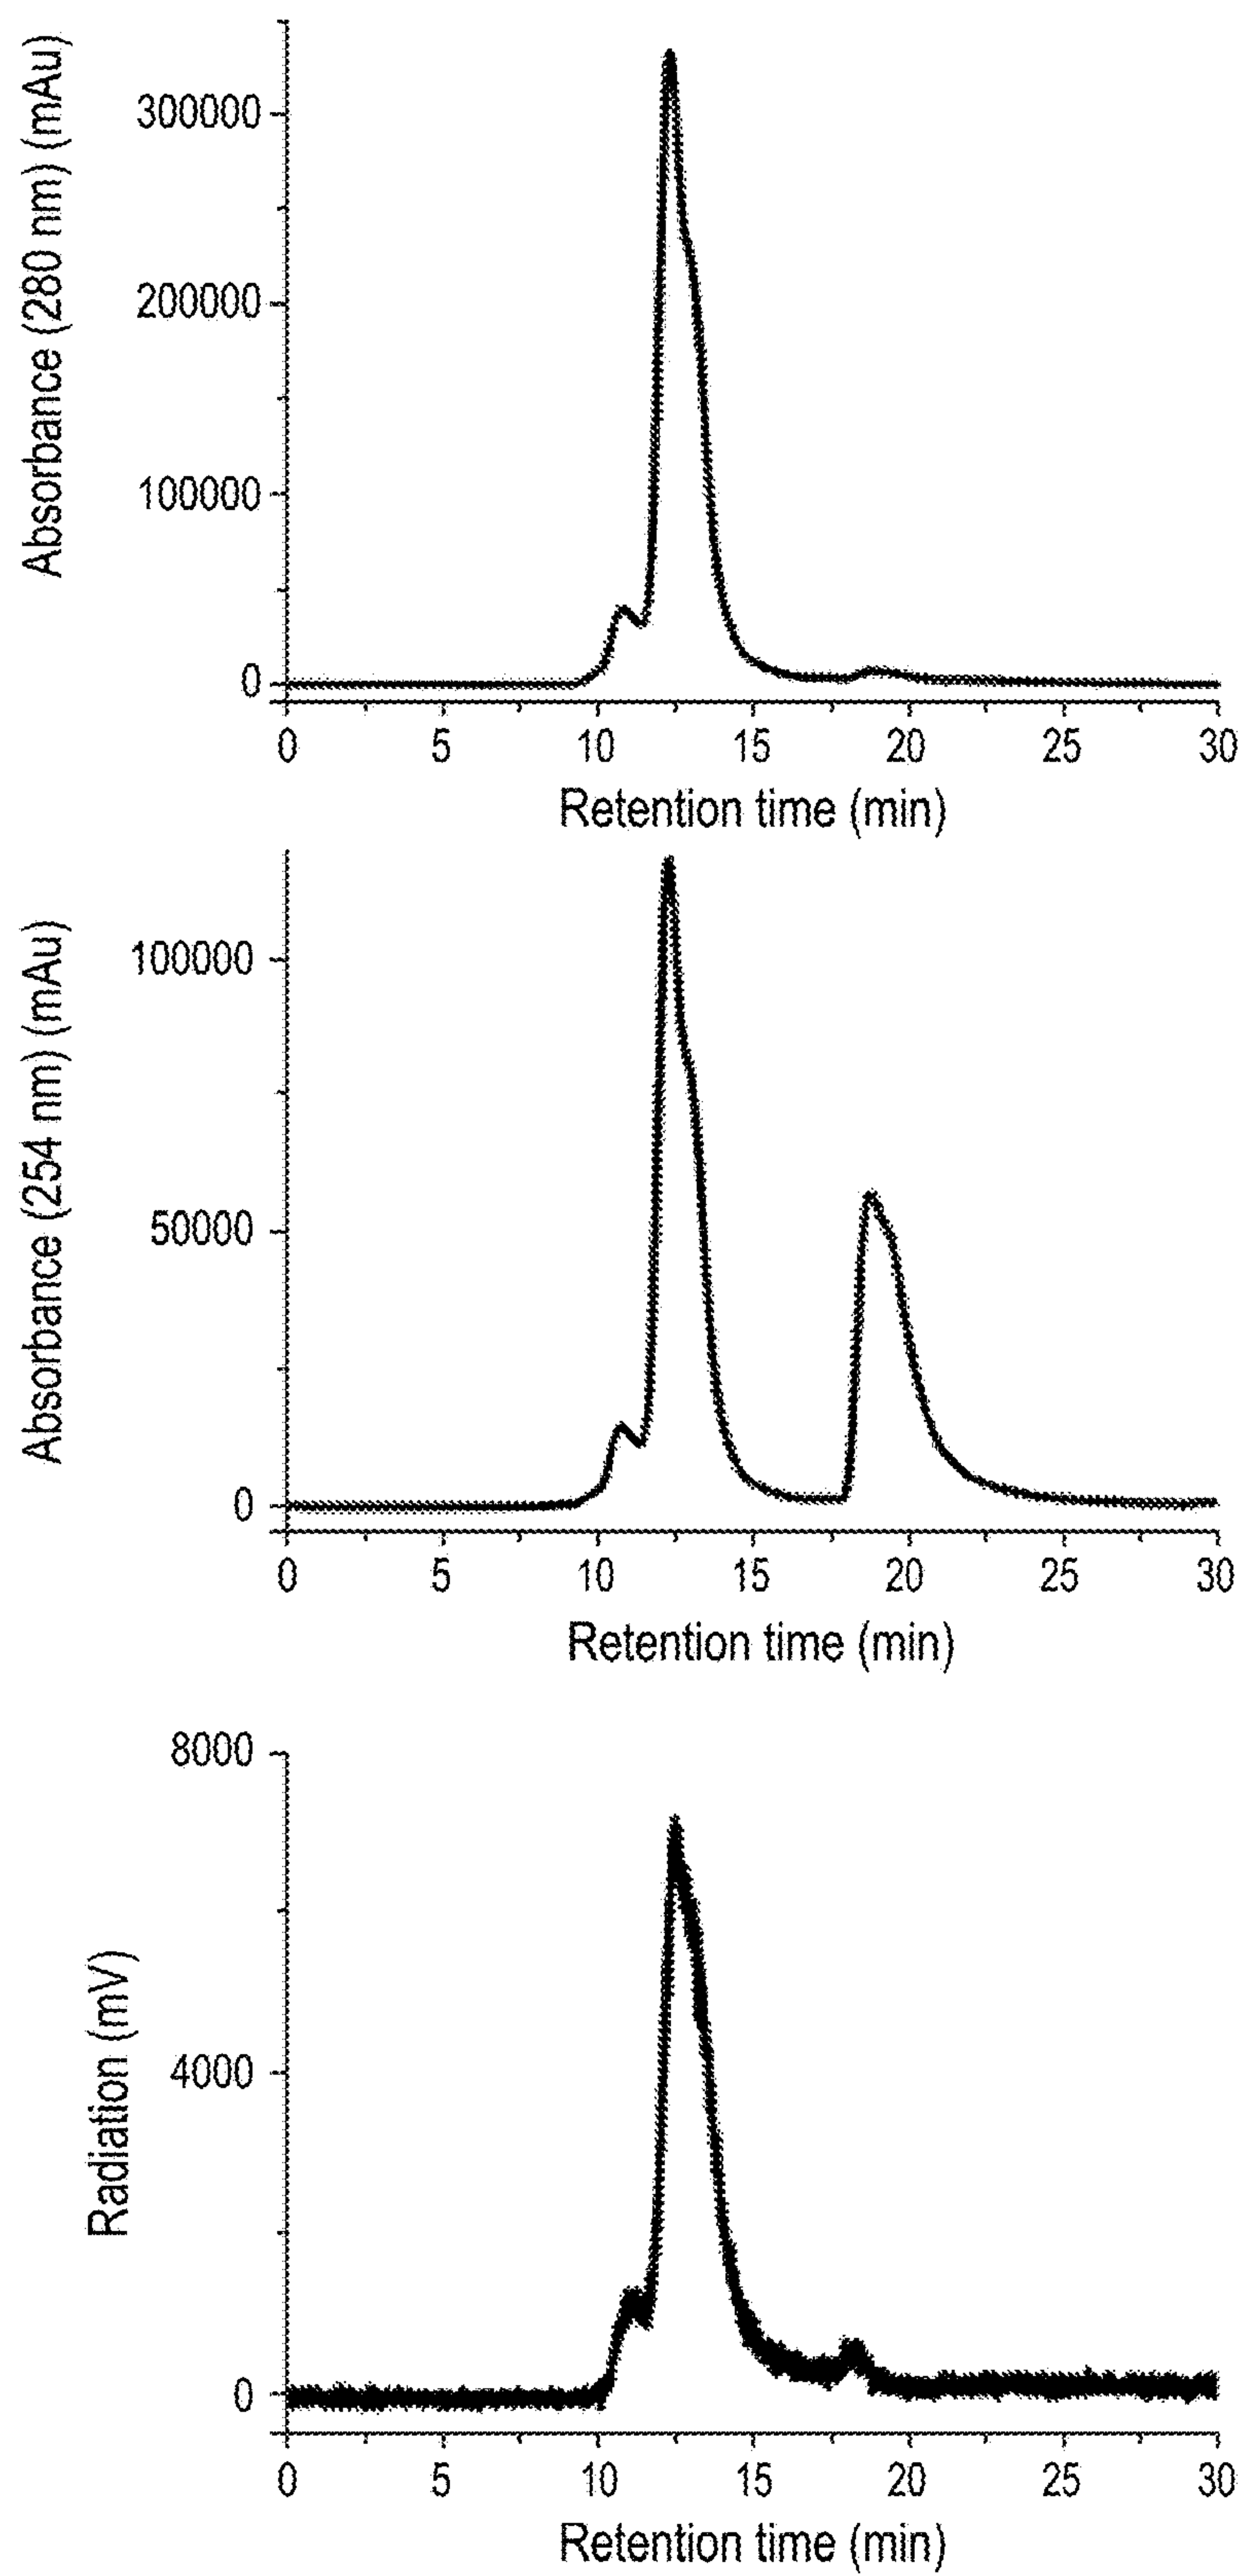 Absorbance (280 nm) (mAu)
300000
200000
100000
0
0 5 10 15 20 25 30
Retention time (min)
Absorbance (254 nm) (mAu)
100000
50000
0
0 5 10 15 20 25 30
Retention time (min)
Radiation (mV)
8000
4000
0
0 5 10 15 20 25 30
Retention time (min)